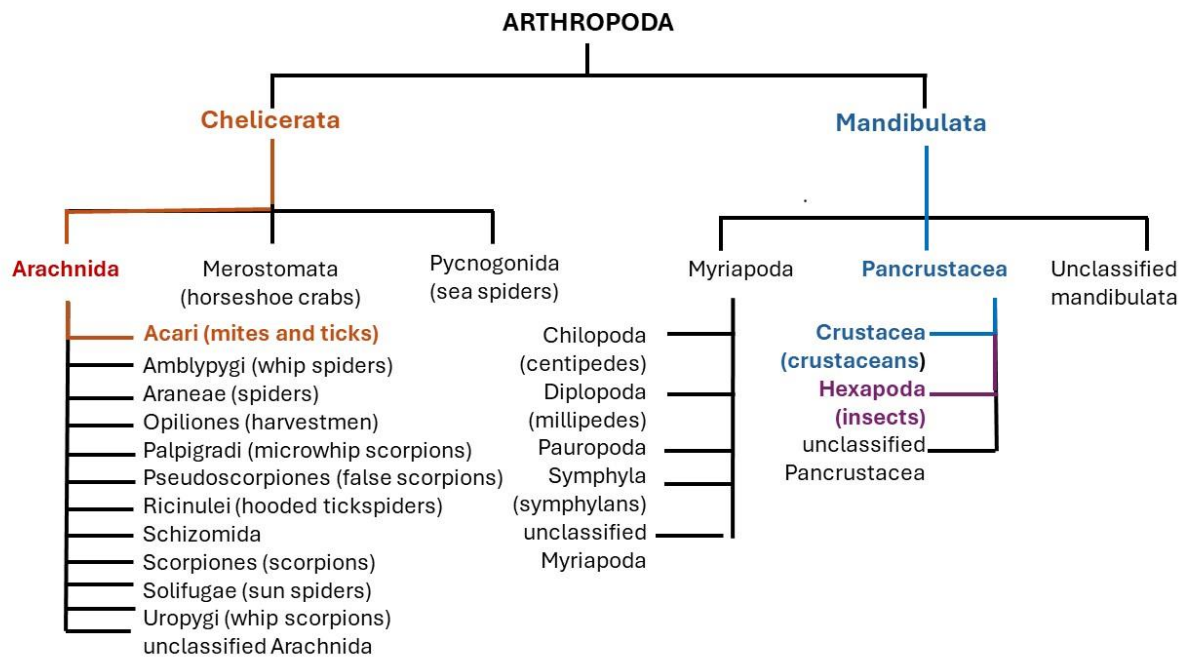 ARTHROPODA
Chelicerata
Mandibulata
Arachnida
Merostomata
(horseshoe crabs)
Pycnogonida
(sea spiders)
Myriapoda
Pancrustacea
Unclassified
mandibulata
Acari (mites and ticks)
Amblypygi (whip spiders)
Araneae (spiders)
Opiliones (harvestmen)
Palpigradi (microwhip scorpions)
Pseudoscorpiones (false scorpions)
Ricinulei (hooded tickspiders)
Schizomida
Scorpiones (scorpions)
Solifugae (sun spiders)
Uropygi (whip scorpions)
unclassified Arachnida
Chilopoda
(centipedes)
Diplopoda
(millipedes)
Pauropoda
Symphyla
(symphylans)
unclassified
Myriapoda
Crustacea
(crustaceans)
Hexapoda
(insects)
unclassified
Pancrustacea